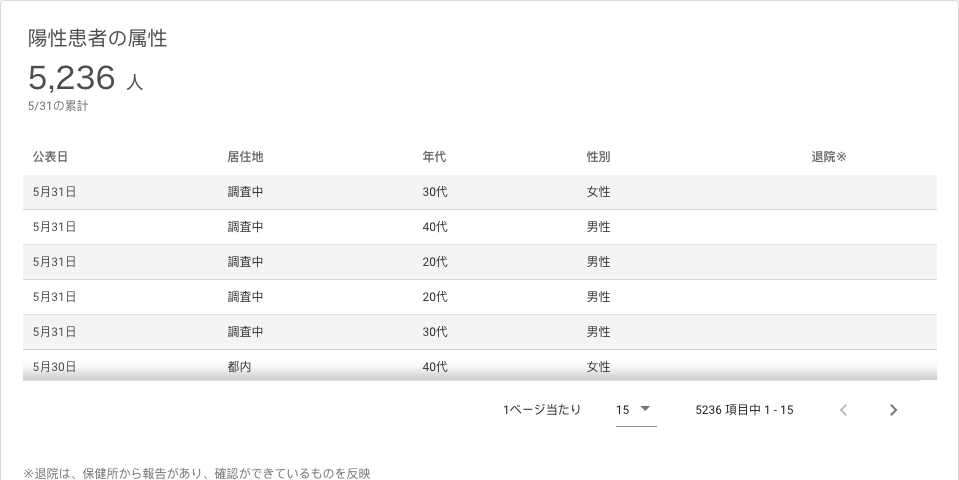 陽性患者の属性
5,236 人
5/31の累計
公表日 居住地 年代 性別 退院※
5月31日 調査中 30代 女性
5月31日 調査中 40代 男性
5月31日 調査中 20代 男性
5月31日 調査中 20代 男性
5月31日 調査中 30代 男性
5月30日 都内 40代 女性
1ページ当たり 15 5236 項目中 1 - 15
※退院は、保健所から報告があり、確認ができているものを反映